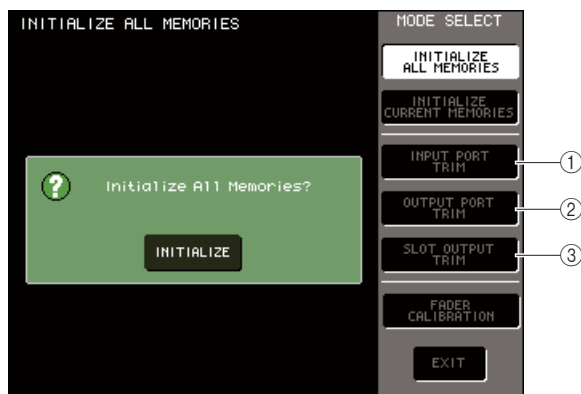 INITIALIZE ALL MEMORIES
Initialize All Memories?
INITIALIZE
MODE SELECT
INITIALIZE
ALL MEMORIES
INITIALIZE
CURRENT MEMORIES
INPUT PORT
TRIM
①
OUTPUT PORT
TRIM
②
SLOT OUTPUT
TRIM
③
FADER
CALIBRATION
EXIT